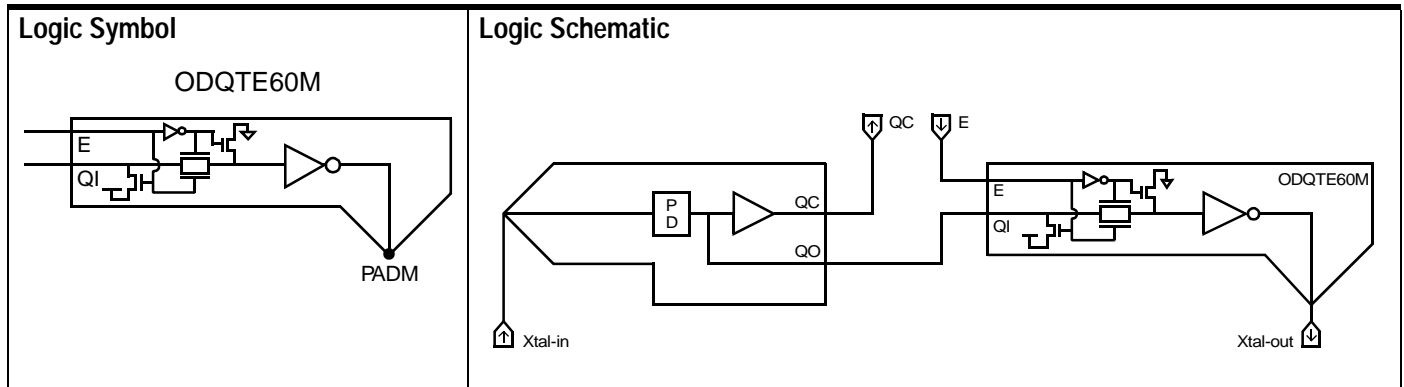 Logic Symbol
Logic Schematic
ODQTE60M
E
QI
PADM
QC
E
P
D
QC
QO
Xtal-in
ODQTE60M
E
QI
Xtal-out